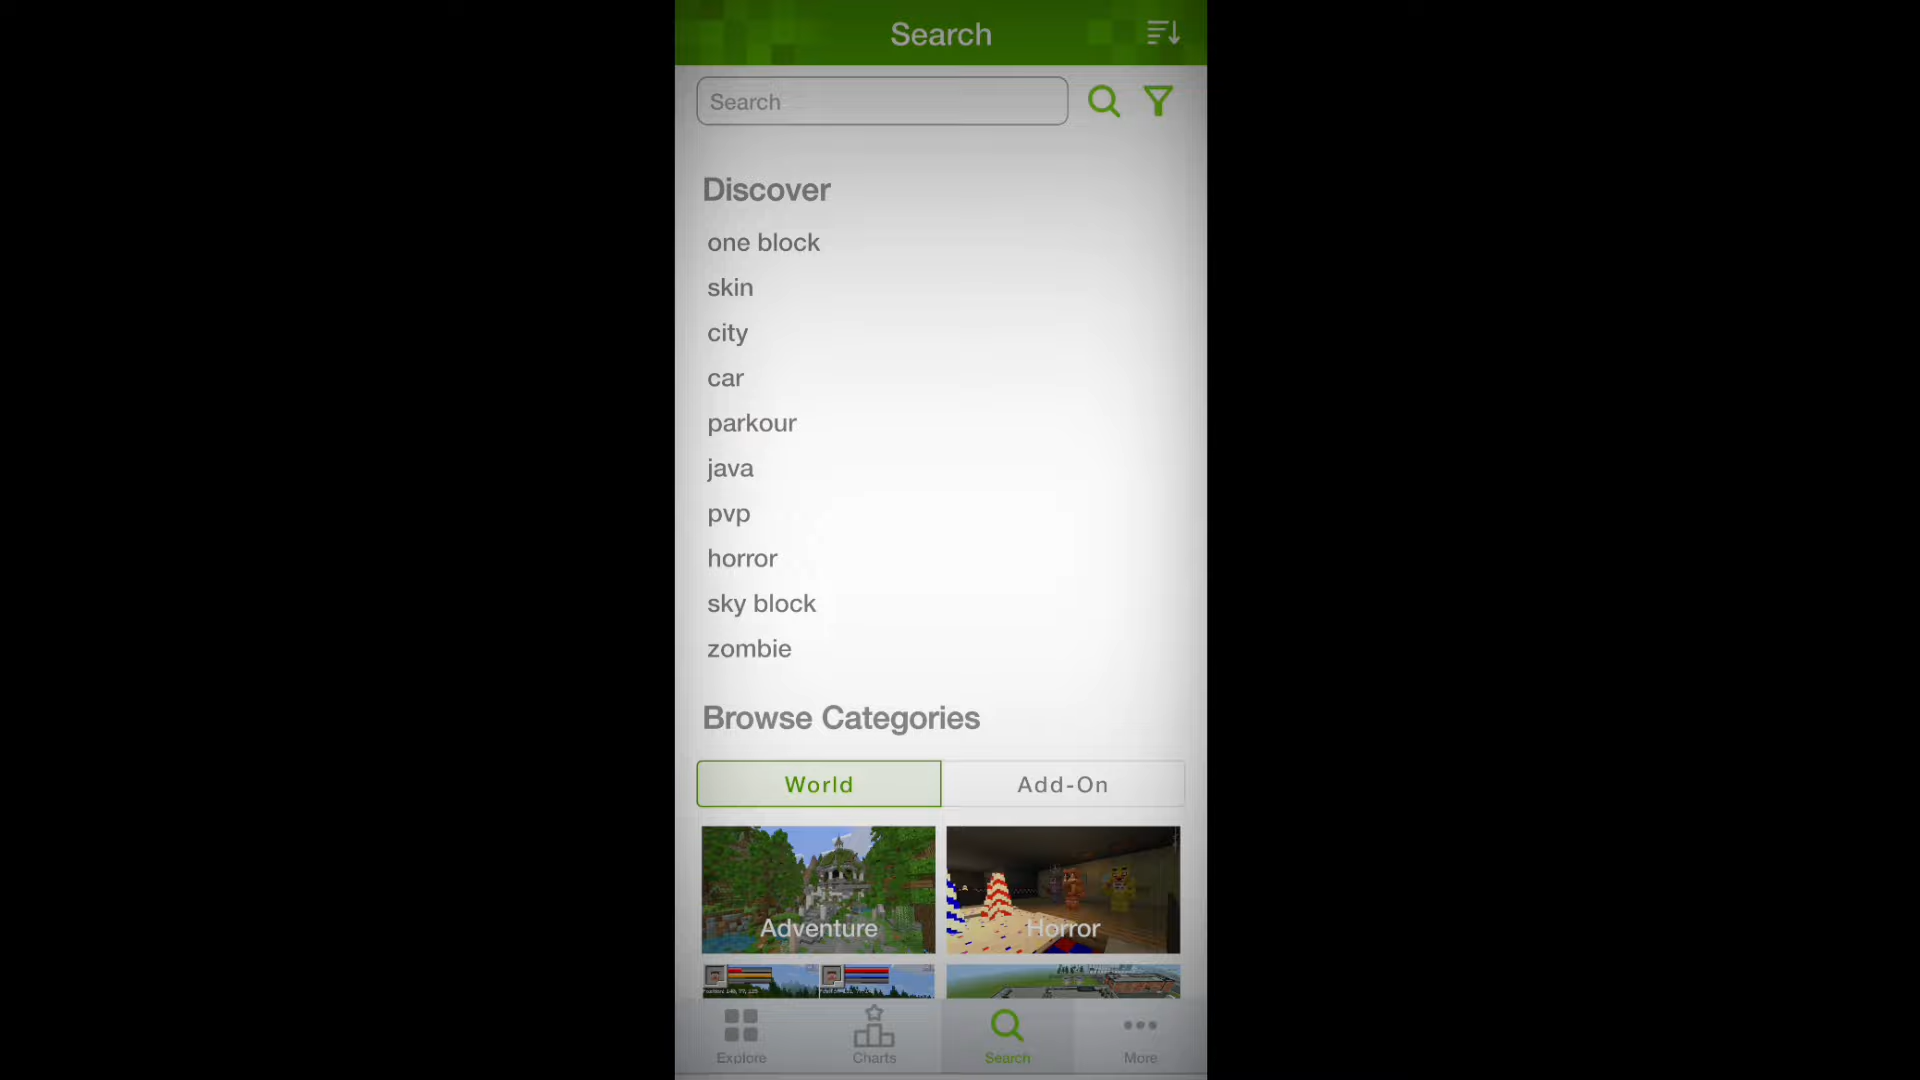 Search
Search
Discover
one block
skin
city
car
parkour
java
pvp
horror
sky block
zombie
Browse Categories
World
Add-On
Adventure
Horror
Explore
Charts
Search
More